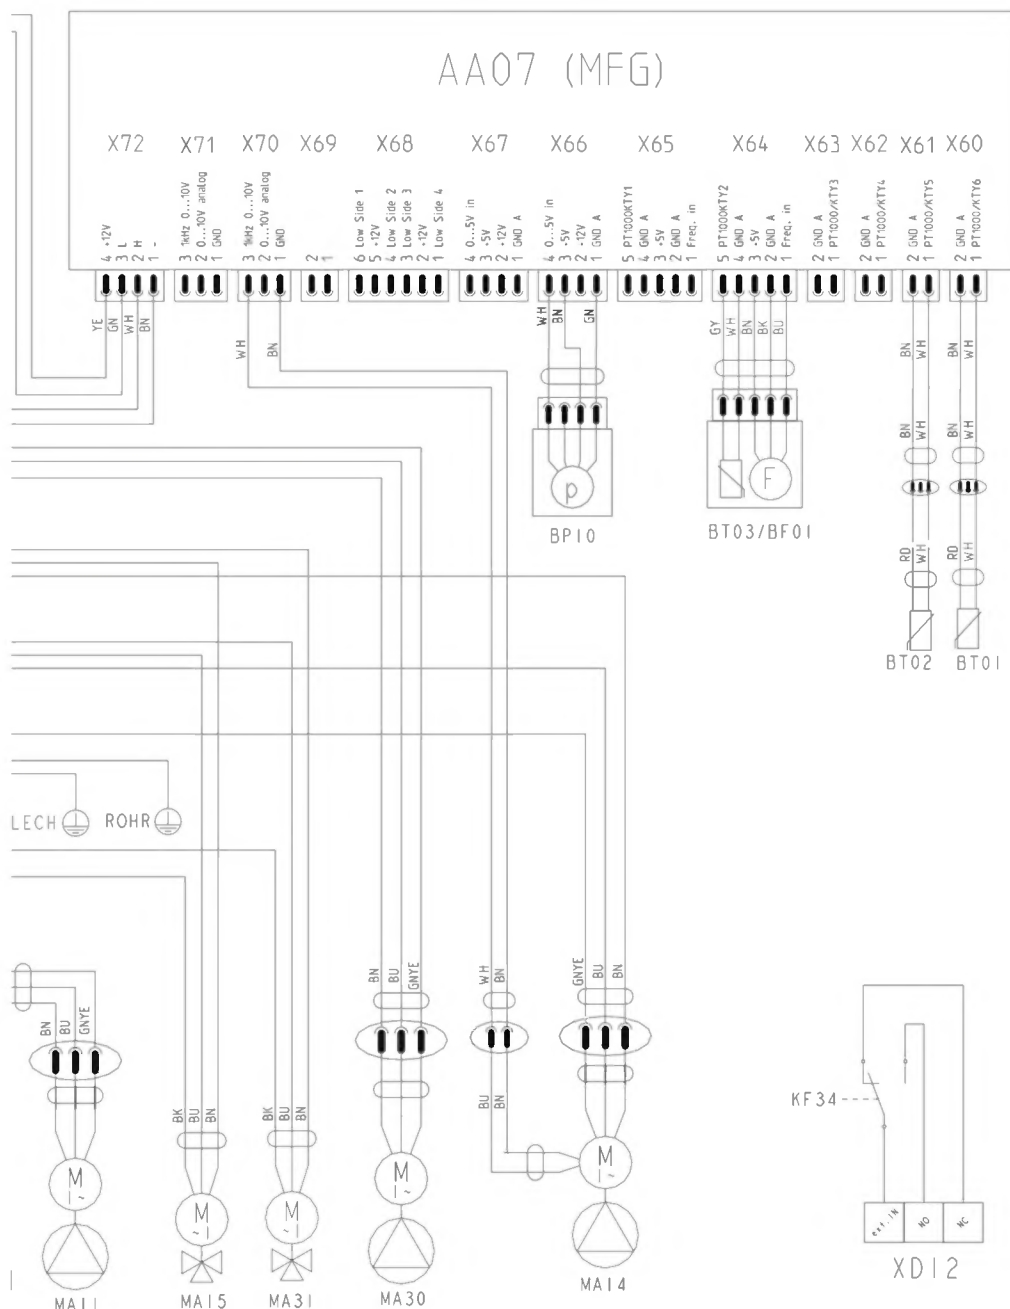 AA07 (MFG)
X72 X71 X70 X69 X68 X67 X66 X65 X64 X63 X62 X61 X60
4 +12V
3 L
2 H
1 -
3 1kHz 0...10V
2 0...10V analog
1 GND
3 1kHz 0...10V
2 0...10V analog
1 GND
2
1
6 Low Side 1
5 +12V
4 Low Side 2
3 Low Side 3
2 +12V
1 Low Side 4
4 0...5V in
3 +5V
2 +12V
1 GND A
4 0...5V in
3 +5V
2 +12V
1 GND A
5 PT1000KTY1
4 GND A
3 +5V
2 GND A
1 Freq. in
5 PT1000KTY2
4 GND A
3 +5V
2 GND A
1 Freq. in
2 GND A
1 PT1000/KTY3
2 GND A
1 PT1000/KTY4
2 GND A
1 PT1000/KTY5
2 GND A
1 PT1000/KTY6
YE GN WH BN
WH BN
WH BN GN
GY WH BN BK BU
BN WH
BN WH
BN WH
BN WH
p
BP10
F
BT03/BF01
RD WH
RD WH
BT02
BT01
LECH
ROHR
BN BU GNYE
WH BN
GNYE BU BN
BN BU GNYE
BK BU BN
BK BU BN
BU BN
KF34
M
1~
M
~1
M
~1
M
1~
M
1~
ext.IN
NO
NC
XD12
MA11
MA15
MA31
MA30
MA14